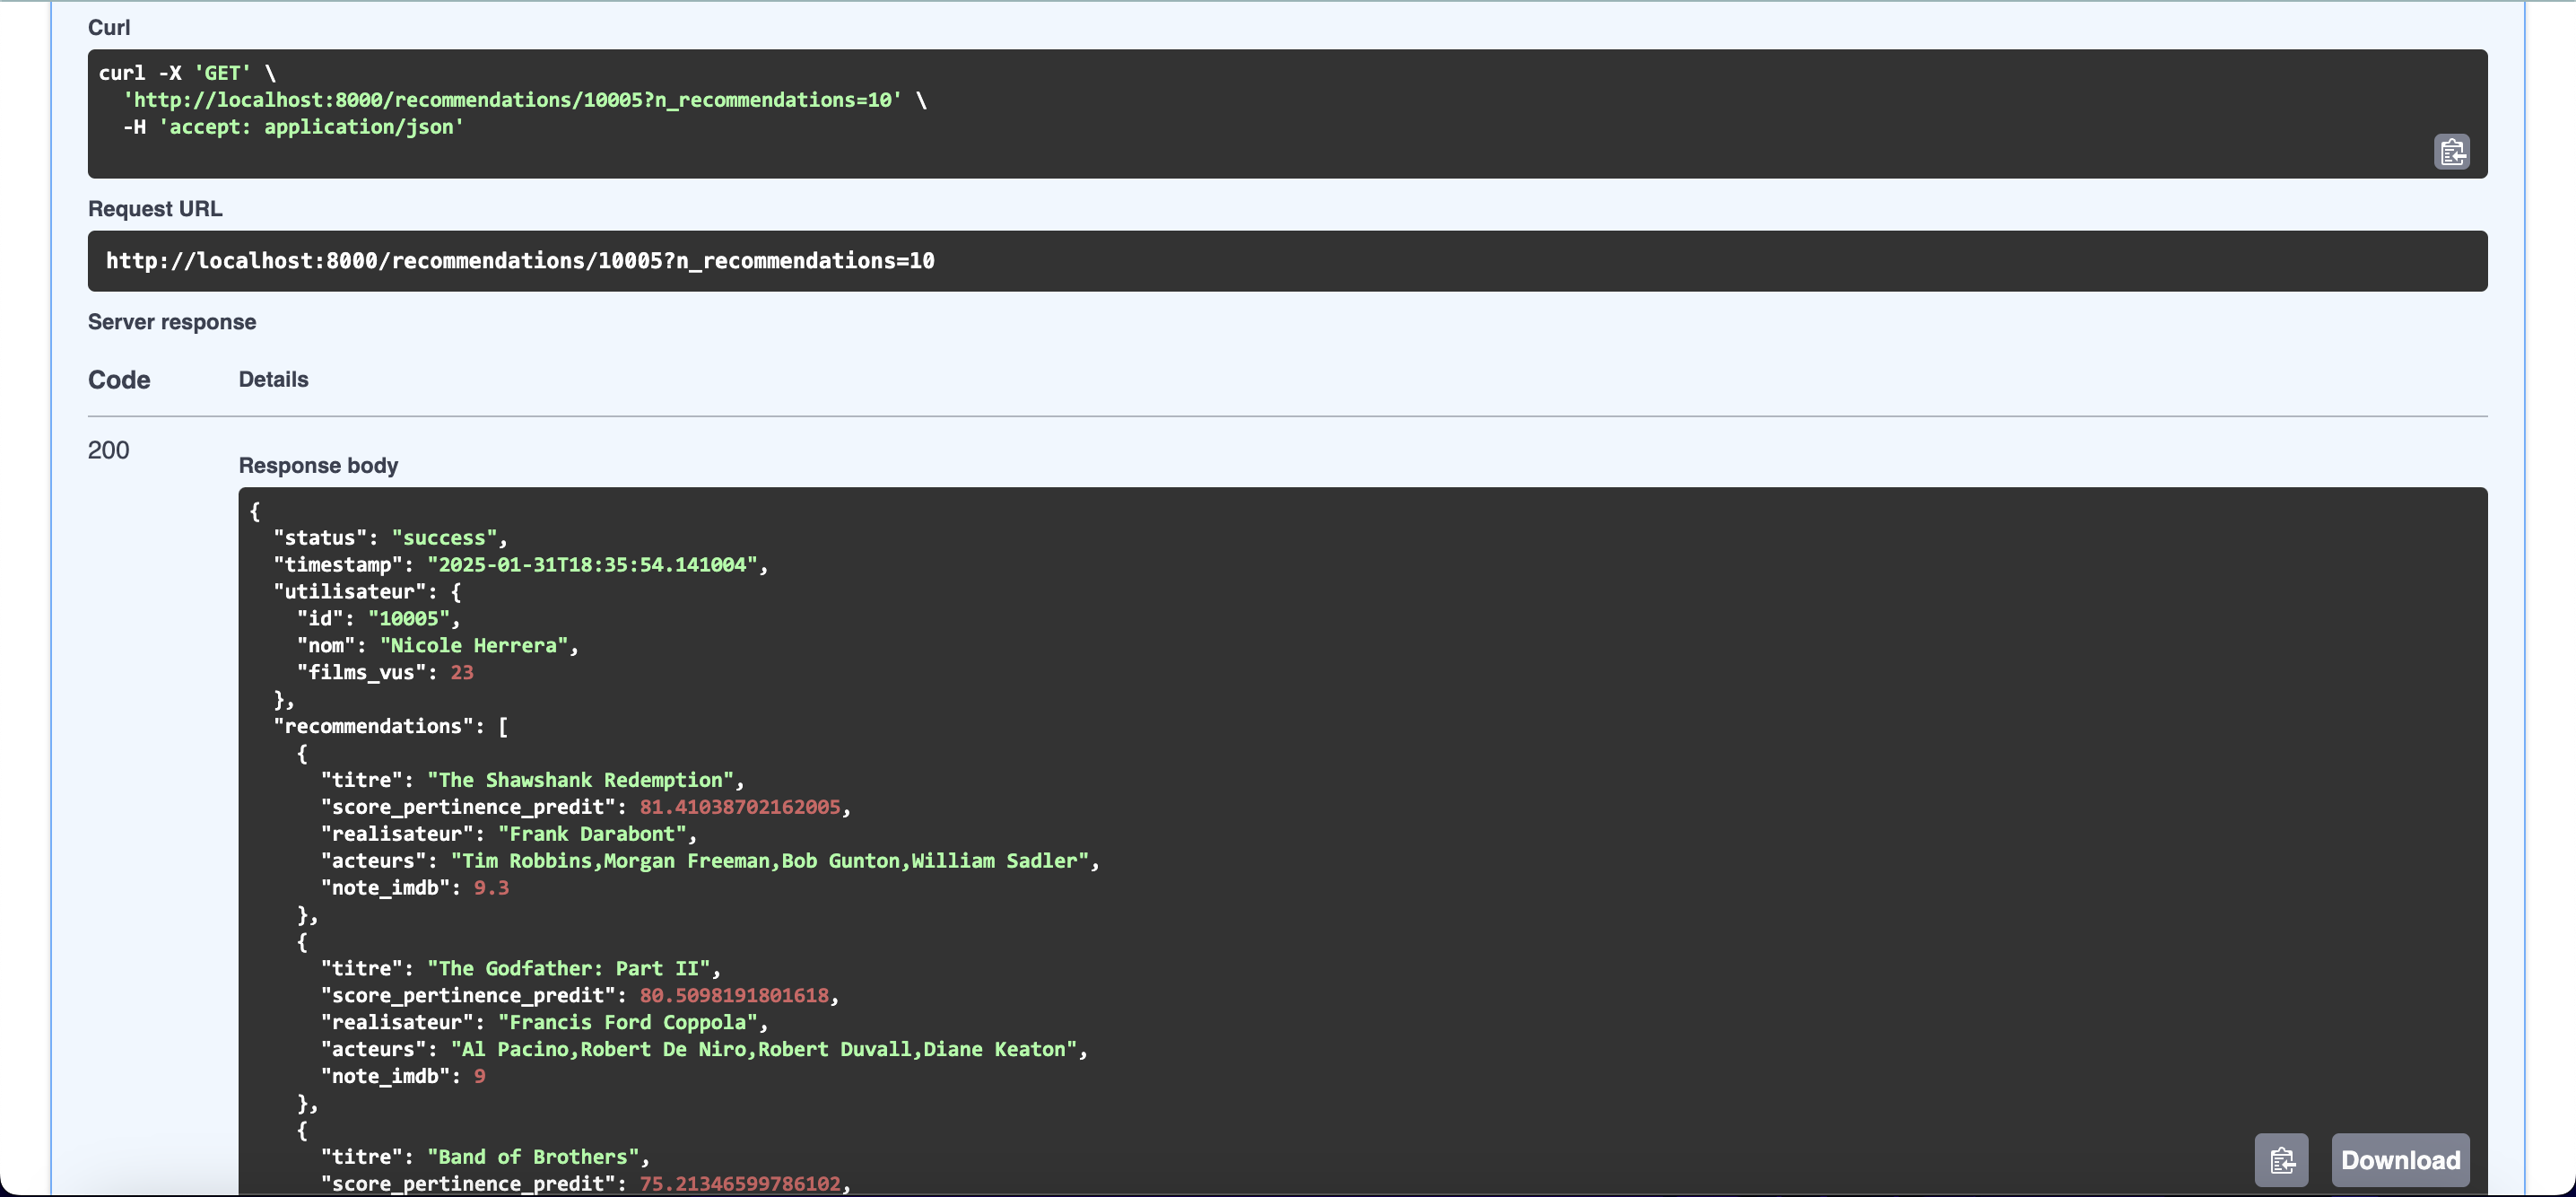 Curl
curl -X 'GET' \
  'http://localhost:8000/recommendations/10005?n_recommendations=10' \
  -H 'accept: application/json'
Request URL
http://localhost:8000/recommendations/10005?n_recommendations=10
Server response
Code Details
200
Response body
{
  "status": "success",
  "timestamp": "2025-01-31T18:35:54.141004",
  "utilisateur": {
    "id": "10005",
    "nom": "Nicole Herrera",
    "films_vus": 23
  },
  "recommendations": [
    {
      "titre": "The Shawshank Redemption",
      "score_pertinence_predit": 81.41038702162005,
      "realisateur": "Frank Darabont",
      "acteurs": "Tim Robbins,Morgan Freeman,Bob Gunton,William Sadler",
      "note_imdb": 9.3
    },
    {
      "titre": "The Godfather: Part II",
      "score_pertinence_predit": 80.5098191801618,
      "realisateur": "Francis Ford Coppola",
      "acteurs": "Al Pacino,Robert De Niro,Robert Duvall,Diane Keaton",
      "note_imdb": 9
    },
    {
      "titre": "Band of Brothers",
      "score_pertinence_predit": 75.21346599786102,
Download